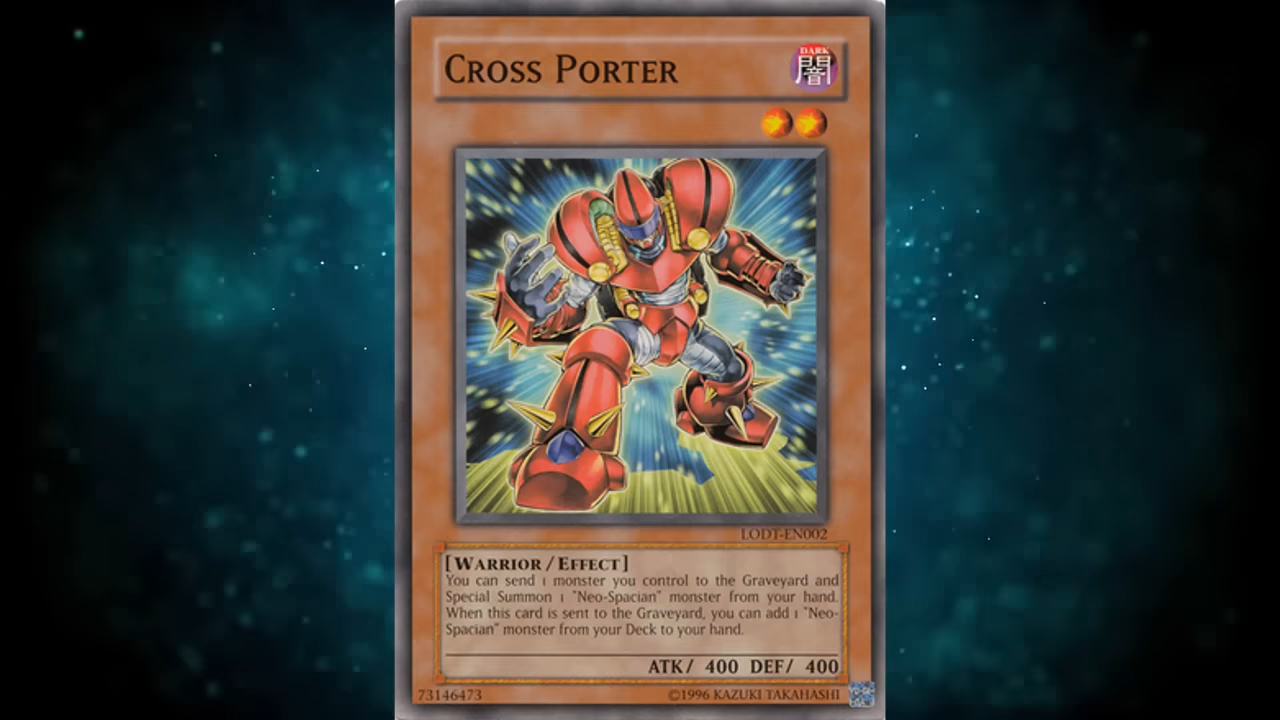 CROSS PORTER
DARK
闇
LODT-EN002
[WARRIOR/EFFECT]
You can send 1 monster you control to the Graveyard and
Special Summon 1 "Neo-Spacian" monster from your hand.
When this card is sent to the Graveyard, you can add 1 "Neo-
Spacian" monster from your Deck to your hand.
ATK/ 400 DEF/ 400
73146473
©1996 KAZUKI TAKAHASHI